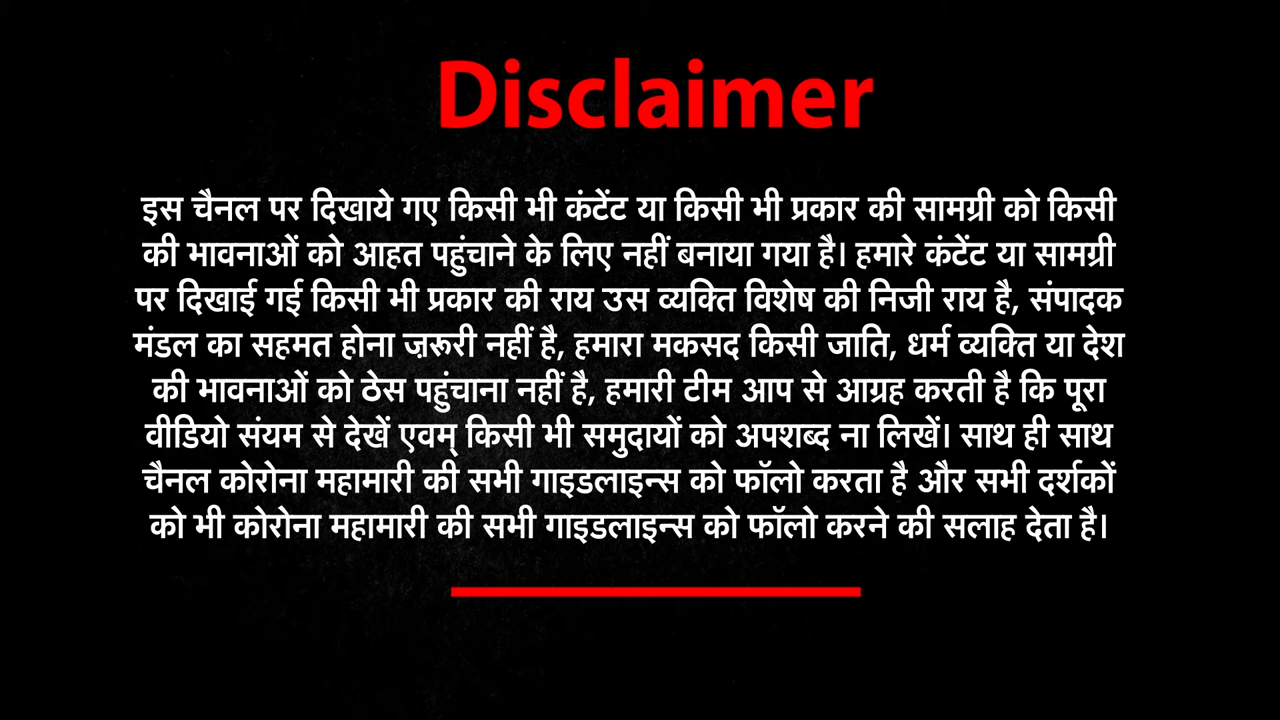 Disclaimer
इस चैनल पर दिखाये गए किसी भी कंटेंट या किसी भी प्रकार की सामग्री को किसी
की भावनाओं को आहत पहुंचाने के लिए नहीं बनाया गया है। हमारे कंटेंट या सामग्री
पर दिखाई गई किसी भी प्रकार की राय उस व्यक्ति विशेष की निजी राय है, संपादक
मंडल का सहमत होना ज़रूरी नहीं है, हमारा मकसद किसी जाति, धर्म व्यक्ति या देश
की भावनाओं को ठेस पहुंचाना नहीं है, हमारी टीम आप से आग्रह करती है कि पूरा
वीडियो संयम से देखें एवम् किसी भी समुदायों को अपशब्द ना लिखें। साथ ही साथ
चैनल कोरोना महामारी की सभी गाइडलाइन्स को फॉलो करता है और सभी दर्शकों
को भी कोरोना महामारी की सभी गाइडलाइन्स को फॉलो करने की सलाह देता है।